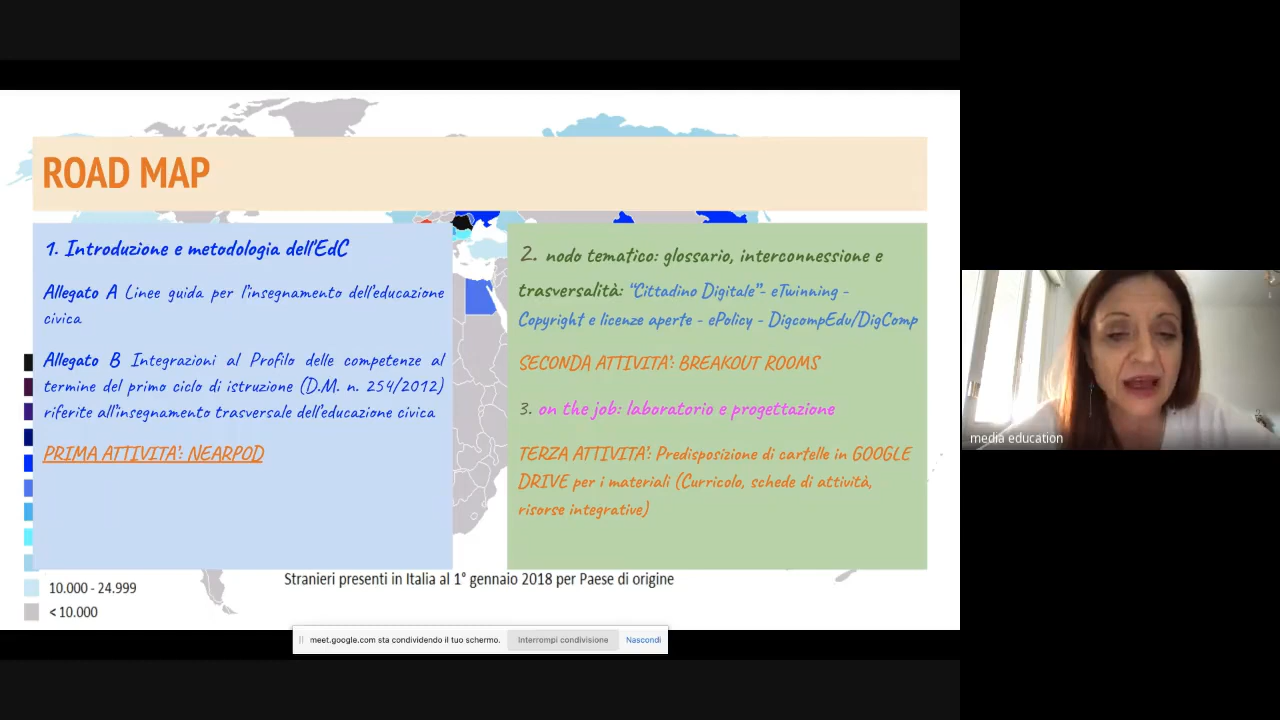 ROAD MAP
1. Introduzione e metodologia dell'EdC
Allegato A Linee guida per l'insegnamento dell'educazione
civica
Allegato B Integrazioni al Profilo delle competenze al
termine del primo ciclo di istruzione (D.M. n. 254/2012)
riferite all'insegnamento trasversale dell'educazione civica
PRIMA ATTIVITA': NEARPOD
2. nodo tematico: glossario, interconnessione e
trasversalità: “Cittadino Digitale”- eTwinning -
Copyright e licenze aperte - ePolicy - DigcompEdu/DigComp
SECONDA ATTIVITA': BREAKOUT ROOMS
3. on the job: laboratorio e progettazione
TERZA ATTIVITA': Predisposizione di cartelle in GOOGLE
DRIVE per i materiali (Curricolo, schede di attività,
risorse integrative)
10.000 - 24.999
< 10.000
Stranieri presenti in Italia al 1° gennaio 2018 per Paese di origine
meet.google.com sta condividendo il tuo schermo.
Interrompi condivisione
Nascondi
media education